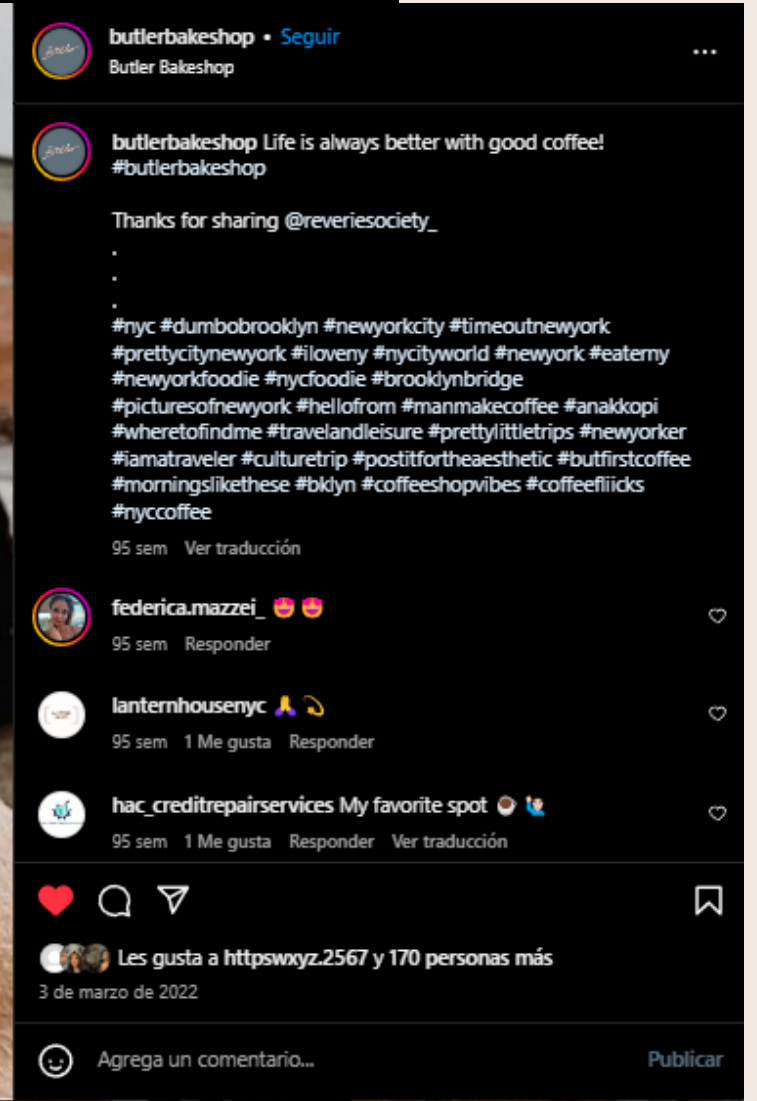 butlerbakeshop • Seguir
Butler Bakeshop
butlerbakeshop Life is always better with good coffee!
#butlerbakeshop
Thanks for sharing @reveriesociety_
.
.
.
#nyc #dumbobrooklyn #newyorkcity #timeoutnewyork
#prettycitynewyork #iloveny #nycityworld #newyork #eaterny
#newyorkfoodie #nycfoodie #brooklynbridge
#picturesofnewyork #hellofrom #manmakecoffee #anakkopi
#wheretofindme #travelandleisure #prettylittletrips #newyorker
#iamatraveler #culturetrip #postitfortheaesthetic #butfirstcoffee
#morningslikethese #bklyn #coffeeshopvibes #coffeefliicks
#nyccoffee
95 sem Ver traducción
federica.mazzei_ 😍 😍
95 sem Responder
lanternhousenyc 🙏 💫
95 sem 1 Me gusta Responder
hac_creditrepairservices My favorite spot ☕ 🙋🏻
95 sem 1 Me gusta Responder Ver traducción
Les gusta a httpswxyz.2567 y 170 personas más
3 de marzo de 2022
Agrega un comentario... Publicar